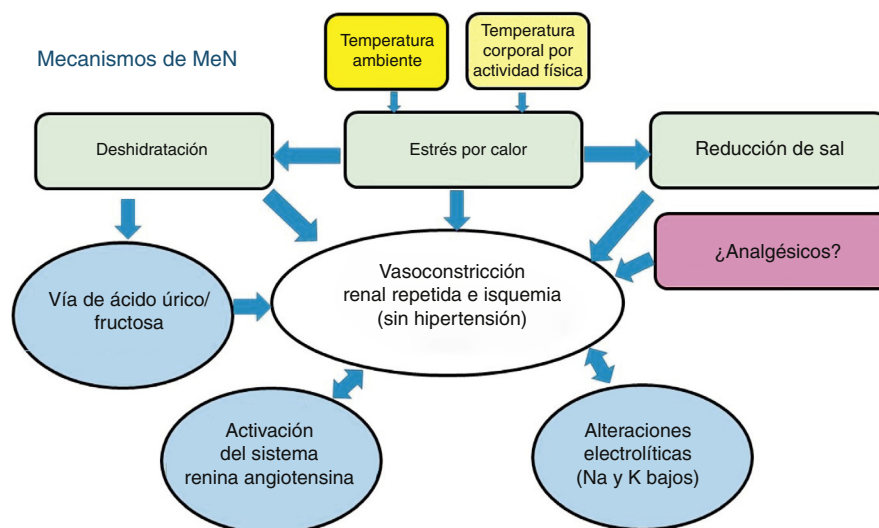 Mecanismos de MeN
Temperatura
ambiente
Temperatura
corporal por
actividad física
Deshidratación
Estrés por calor
Reducción de sal
¿Analgésicos?
Vía de ácido úrico/
fructosa
Vasoconstricción
renal repetida e isquemia
(sin hipertensión)
Activación
del sistema
renina angiotensina
Alteraciones
electrolíticas
(Na y K bajos)